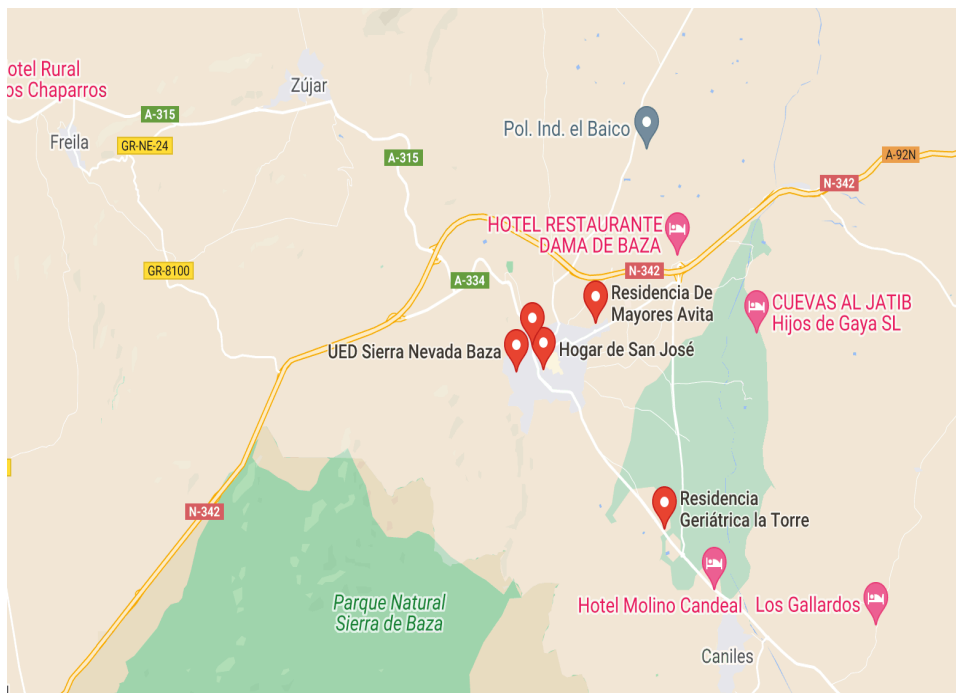 otel Rural
os Chaparros
Zújar
A-315
Freila
GR-NE-24
A-315
Pol. Ind. el Baico
A-92N
N-342
HOTEL RESTAURANTE
DAMA DE BAZA
N-342
GR-8100
A-334
Residencia De
Mayores Avita
CUEVAS AL JATIB
Hijos de Gaya SL
UED Sierra Nevada Baza
Hogar de San José
N-342
Residencia
Geriátrica la Torre
Parque Natural
Sierra de Baza
Hotel Molino Candeal
Los Gallardos
Caniles